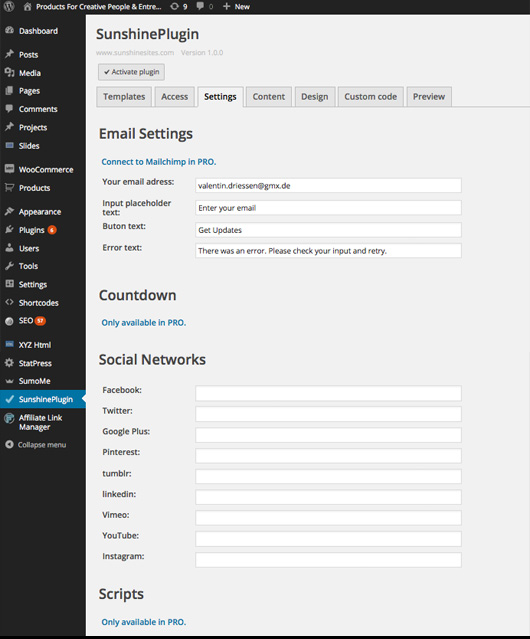 Products For Creative People & Entre... 9 0 + New
Dashboard
Posts
Media
Pages
Comments
Projects
Slides
WooCommerce
Products
Appearance
Plugins 6
Users
Tools
Settings
Shortcodes
SEO 57
XYZ Html
StatPress
SumoMe
SunshinePlugin
Affiliate Link
Manager
Collapse menu
SunshinePlugin
www.sunshinesites.com Version 1.0.0
✔ Activate plugin
Templates Access Settings Content Design Custom code Preview
Email Settings
Connect to Mailchimp in PRO.
Your email adress: valentin.driessen@gmx.de
Input placeholder
text: Enter your email
Buton text: Get Updates
Error text: There was an error. Please check your input and retry.
Countdown
Only available in PRO.
Social Networks
Facebook:
Twitter:
Google Plus:
Pinterest:
tumblr:
linkedin:
Vimeo:
YouTube:
Instagram:
Scripts
Only available in PRO.